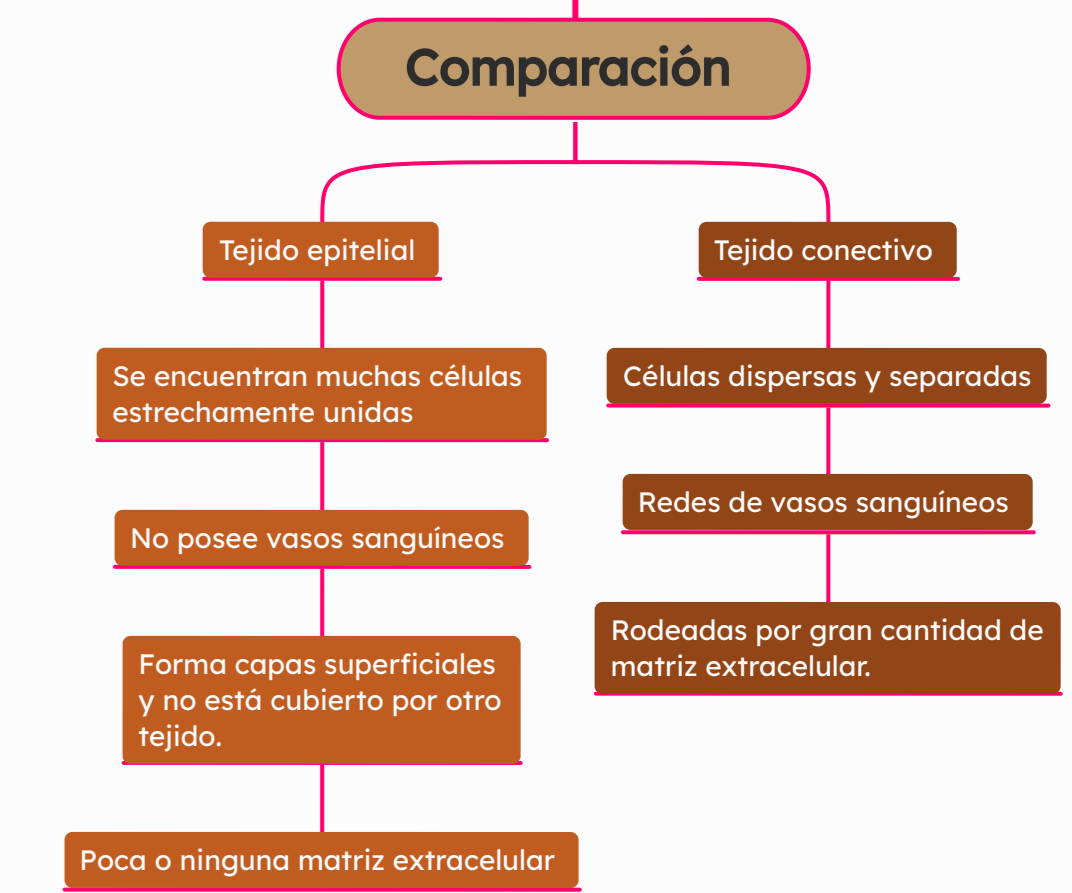 Comparación
Tejido epitelial
Se encuentran muchas células
estrechamente unidas
No posee vasos sanguíneos
Forma capas superficiales
y no está cubierto por otro
tejido.
Poca o ninguna matriz extracelular
Tejido conectivo
Células dispersas y separadas
Redes de vasos sanguíneos
Rodeadas por gran cantidad de
matriz extracelular.